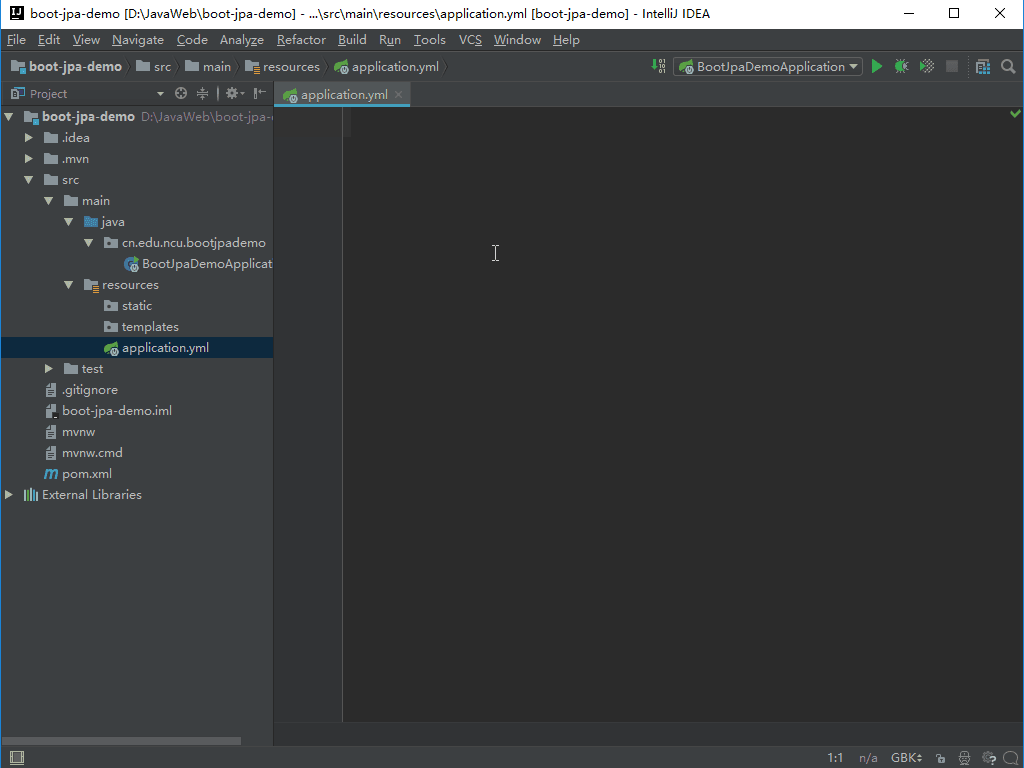 boot-jpa-demo [D:\JavaWeb\boot-jpa-demo] - ...\src\main\resources\application.yml [boot-jpa-demo] - IntelliJ IDEA
File Edit View Navigate Code Analyze Refactor Build Run Tools VCS Window Help
boot-jpa-demo src main resources application.yml BootJpaDemoApplication
Project application.yml
boot-jpa-demo D:\JavaWeb\boot-jpa-
.idea
.mvn
src
main
java
cn.edu.ncu.bootjpademo
BootJpaDemoApplicat
resources
static
templates
application.yml
test
.gitignore
boot-jpa-demo.iml
mvnw
mvnw.cmd
pom.xml
External Libraries
1:1 n/a GBK